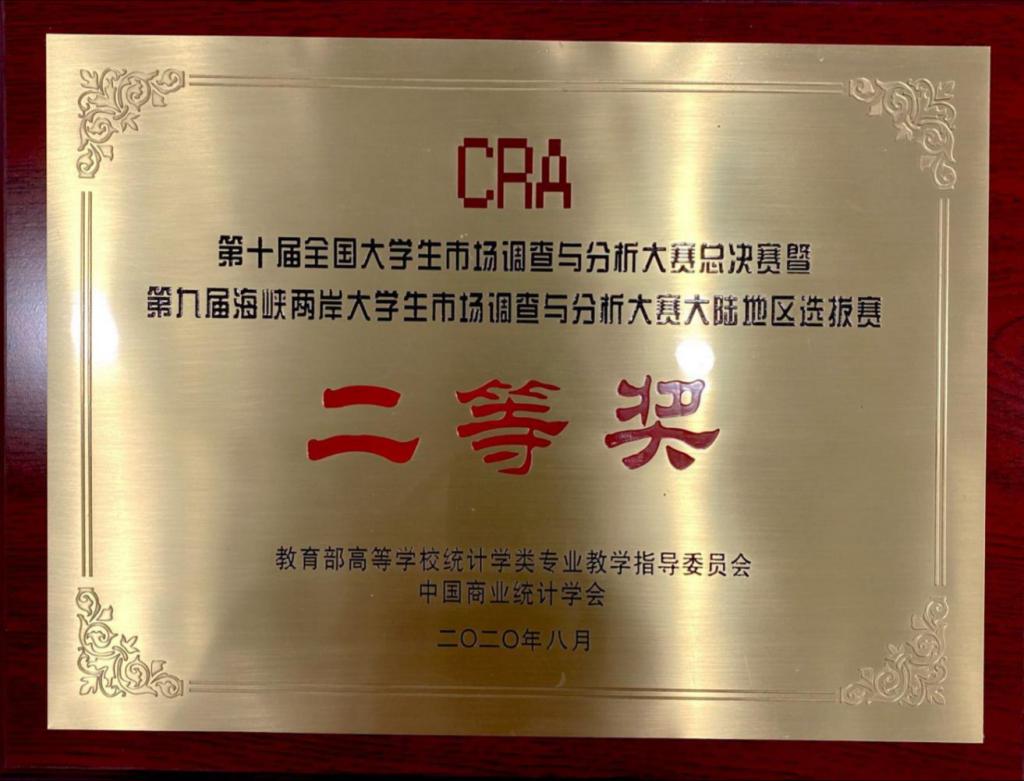 CRA
第十届全国大学生市场调查与分析大赛总决赛暨
第九届海峡两岸大学生市场调查与分析大赛大陆地区选拔赛
二等奖
教育部高等学校统计学类专业教学指导委员会
中国商业统计学会
二〇二〇年八月